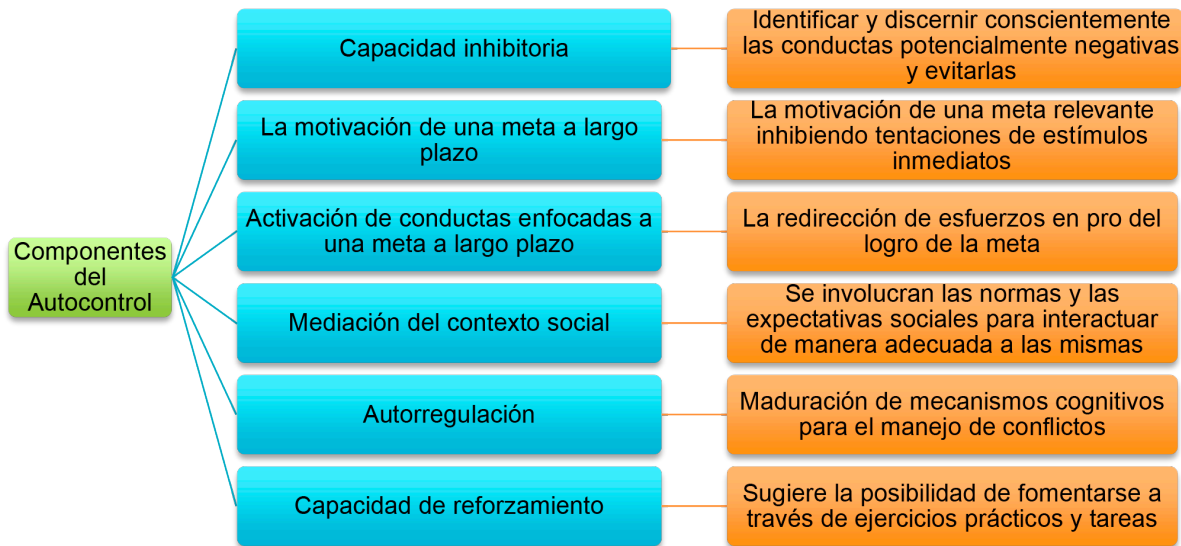 Componentes
del
Autocontrol
Capacidad inhibitoria
Identificar y discernir conscientemente
las conductas potencialmente negativas
y evitarlas
La motivación de una meta a largo
plazo
La motivación de una meta relevante
inhibiendo tentaciones de estímulos
inmediatos
Activación de conductas enfocadas a
una meta a largo plazo
La redirección de esfuerzos en pro del
logro de la meta
Mediación del contexto social
Se involucran las normas y las
expectativas sociales para interactuar
de manera adecuada a las mismas
Autorregulación
Maduración de mecanismos cognitivos
para el manejo de conflictos
Capacidad de reforzamiento
Sugiere la posibilidad de fomentarse a
través de ejercicios prácticos y tareas